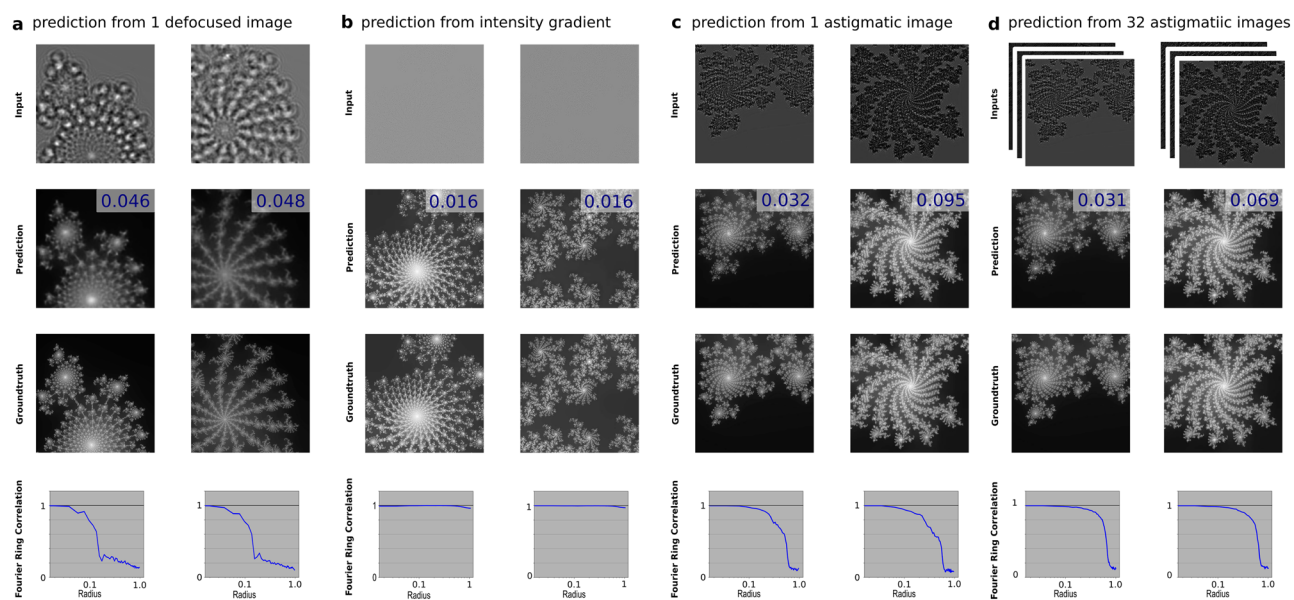 a prediction from 1 defocused image
b prediction from intensity gradient
c prediction from 1 astigmatic image
d prediction from 32 astigmatiic images
Input
Input
Input
Inputs
Prediction
0.046
0.048
Prediction
0.016
0.016
Prediction
0.032
0.095
Prediction
0.031
0.069
Groundtruth
Groundtruth
Groundtruth
Groundtruth
Fourier Ring Correlation
1
0
0.1
1.0
Radius
1
0.1
1.0
Radius
Fourier Ring Correlation
1
0
0.1
1
Radius
1
0.1
1
Radius
Fourier Ring Correlation
1
0
0.1
1.0
Radius
1
0.1
1.0
Radius
Fourier Ring Correlation
1
0
0.1
1.0
Radius
1
0.1
1.0
Radius